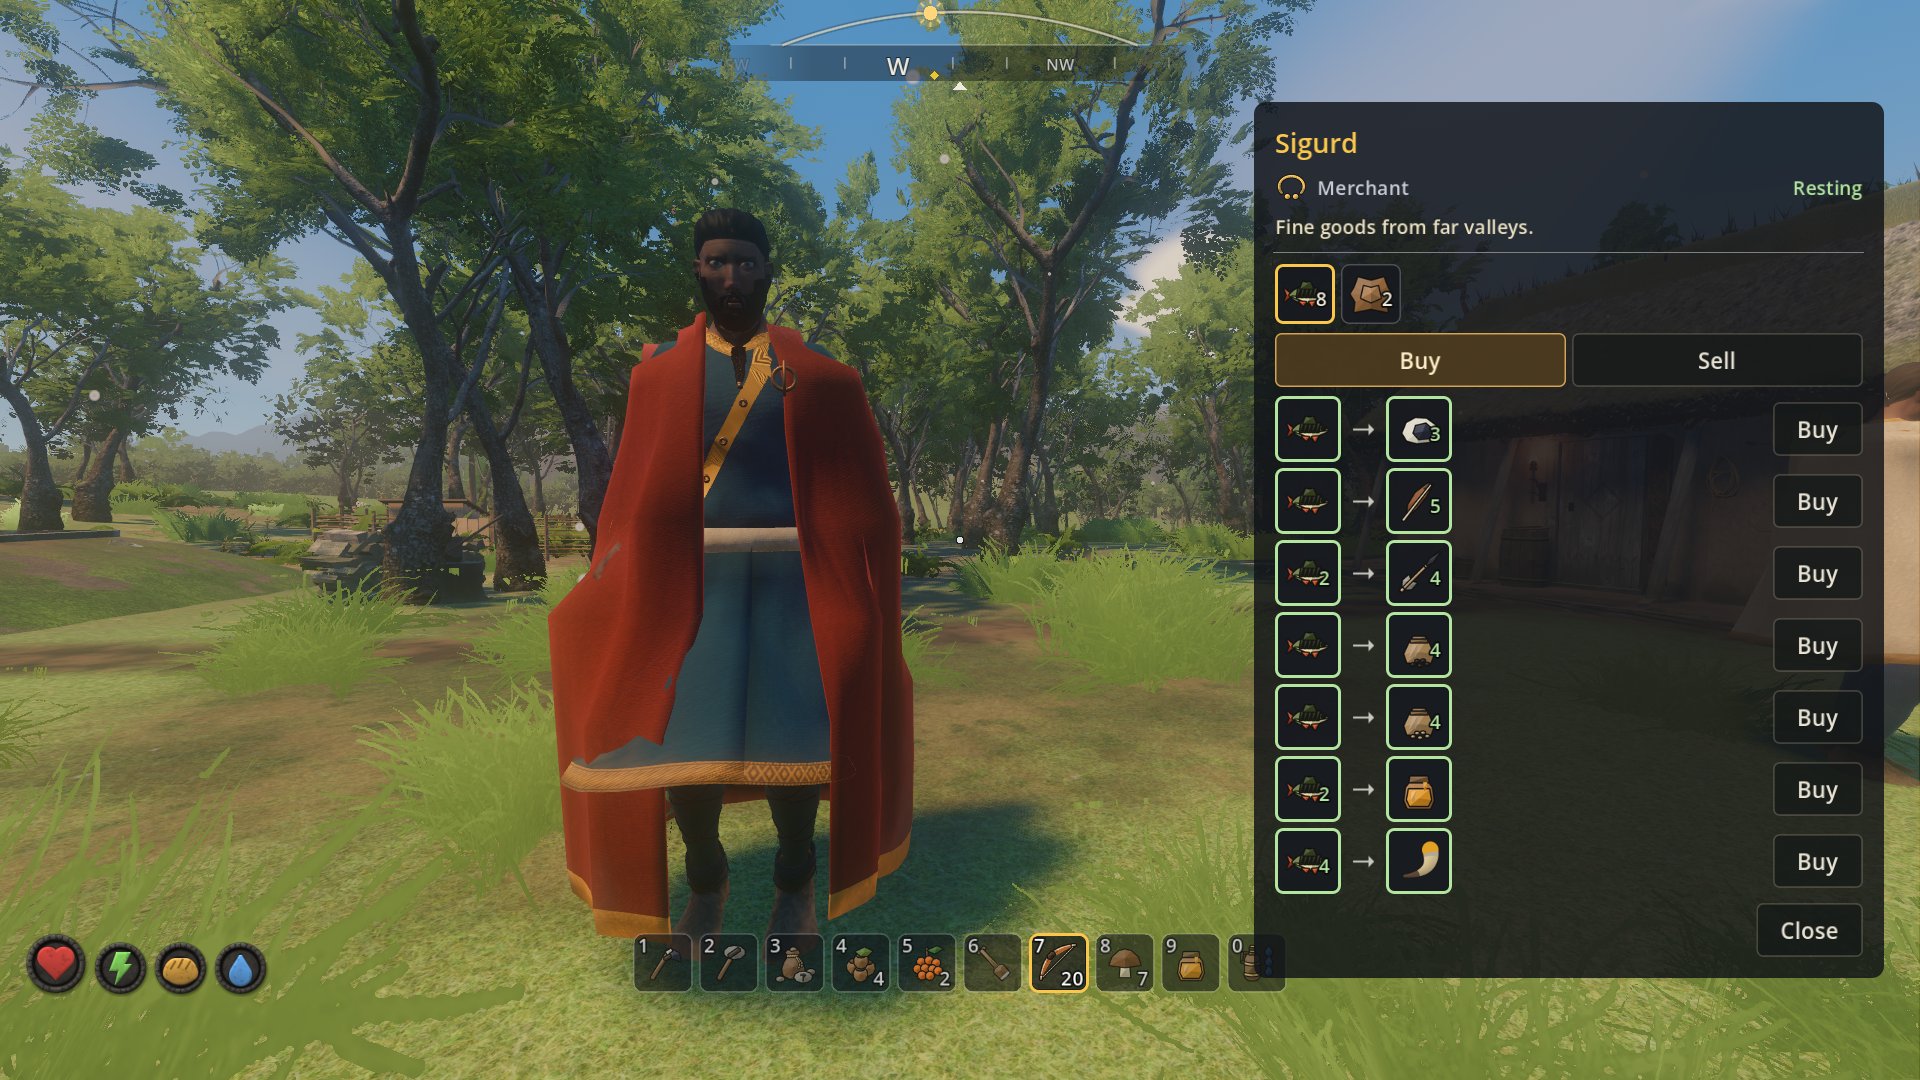 W W NW
Sigurd
Merchant Resting
Fine goods from far valleys.
8 2
Buy Sell
3 Buy
5 Buy
2 4 Buy
4 Buy
4 Buy
2 Buy
4 Buy
Close
1 2 3 4 5 6 7 8 9 0
4 2 20 7